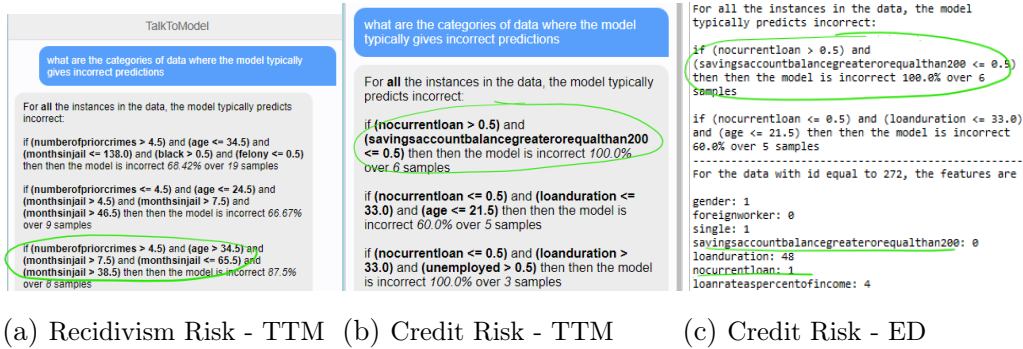 TalkToModel
what are the categories of data where the model
typically gives incorrect predictions
For all the instances in the data, the model typically predicts
incorrect:
if (numberofpriorcrimes > 4.5) and (age <= 34.5) and
(monthsinjail <= 138.0) and (black > 0.5) and (felony <= 0.5)
then then the model is incorrect 68.42% over 19 samples
if (numberofpriorcrimes <= 4.5) and (age <= 24.5) and
(monthsinjail > 4.5) and (monthsinjail > 7.5) and
(monthsinjail > 46.5) then then the model is incorrect 66.67%
over 9 samples
if (numberofpriorcrimes > 4.5) and (age > 34.5) and
(monthsinjail > 7.5) and (monthsinjail <= 65.5) and
(monthsinjail > 38.5) then then the model is incorrect 87.5%
over 8 samples
(a) Recidivism Risk - TTM
what are the categories of data where the model
typically gives incorrect predictions
For all the instances in the data, the model typically
predicts incorrect:
if (nocurrentloan > 0.5) and
(savingsaccountbalancegreaterorequalthan200
<= 0.5) then then the model is incorrect 100.0%
over 6 samples
if (nocurrentloan <= 0.5) and (loanduration <=
33.0) and (age <= 21.5) then then the model is
incorrect 60.0% over 5 samples
if (nocurrentloan <= 0.5) and (loanduration >
33.0) and (unemployed > 0.5) then then the model
is incorrect 100.0% over 3 samples
(b) Credit Risk - TTM
For all the instances in the data, the model
typically predicts incorrect:
if (nocurrentloan > 0.5) and
(savingsaccountbalancegreaterorequalthan200 <= 0.5)
then then the model is incorrect 100.0% over 6
samples
if (nocurrentloan <= 0.5) and (loanduration <= 33.0)
and (age <= 21.5) then then the model is incorrect
60.0% over 5 samples
For the data with id equal to 272, the features are
gender: 1
foreignworker: 0
single: 1
savingsaccountbalancegreaterorequalthan200: 0
loanduration: 48
nocurrentloan: 1
loanrateaspercentofincome: 4
(c) Credit Risk - ED